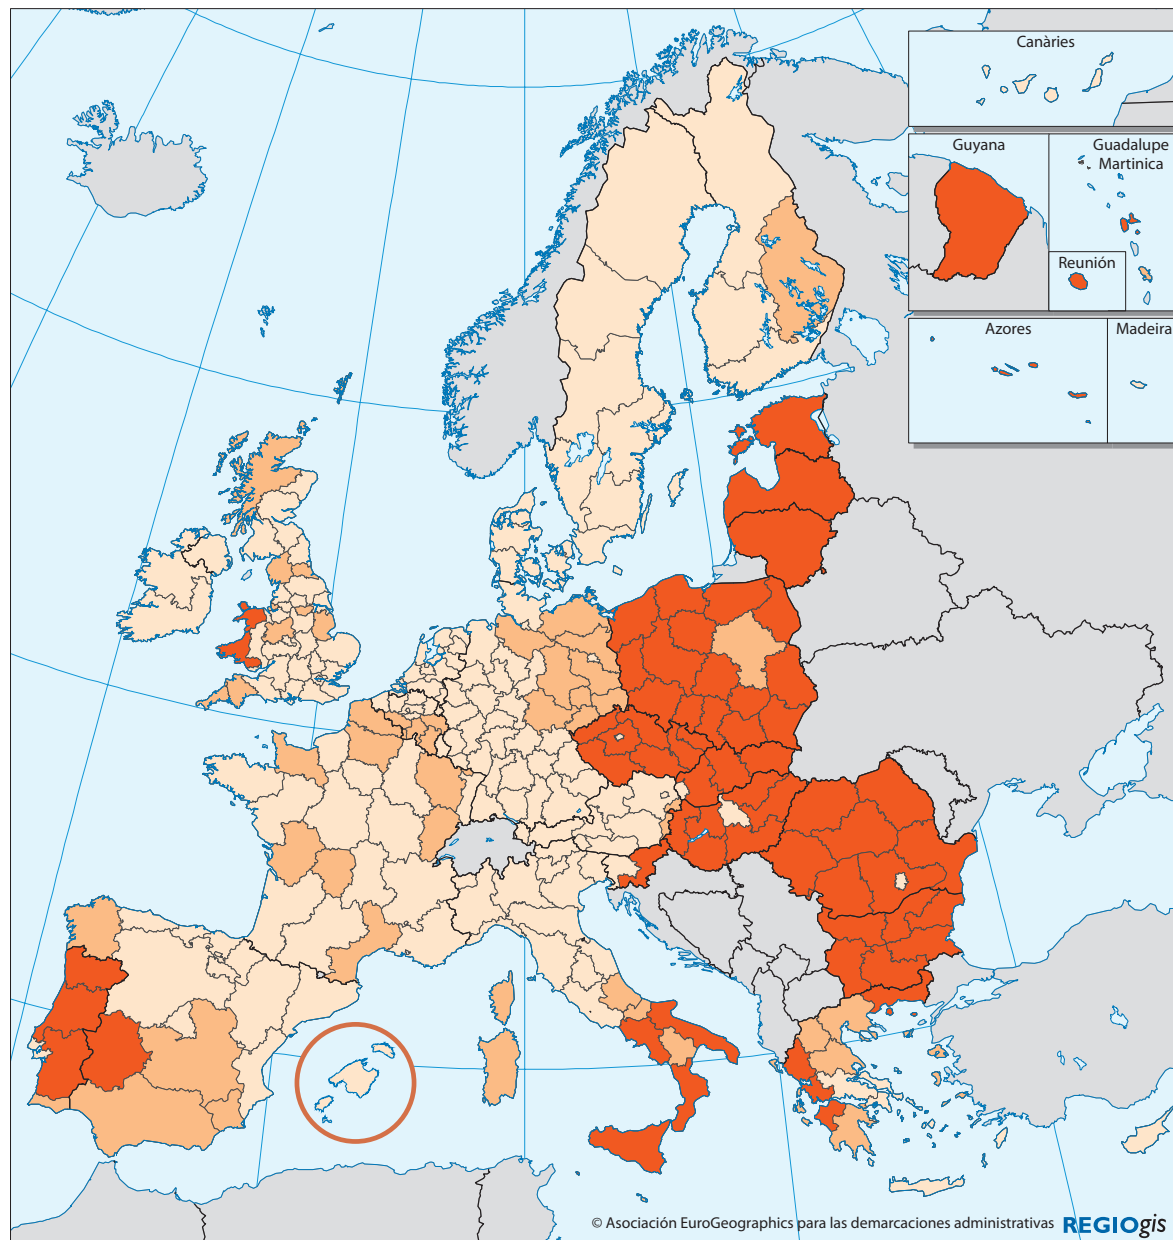 Canàries
Guyana
Guadalupe
Martinica
Reunión
Azores
Madeira
© Asociación EuroGeographics para las demarcaciones administrativas REGIOgis